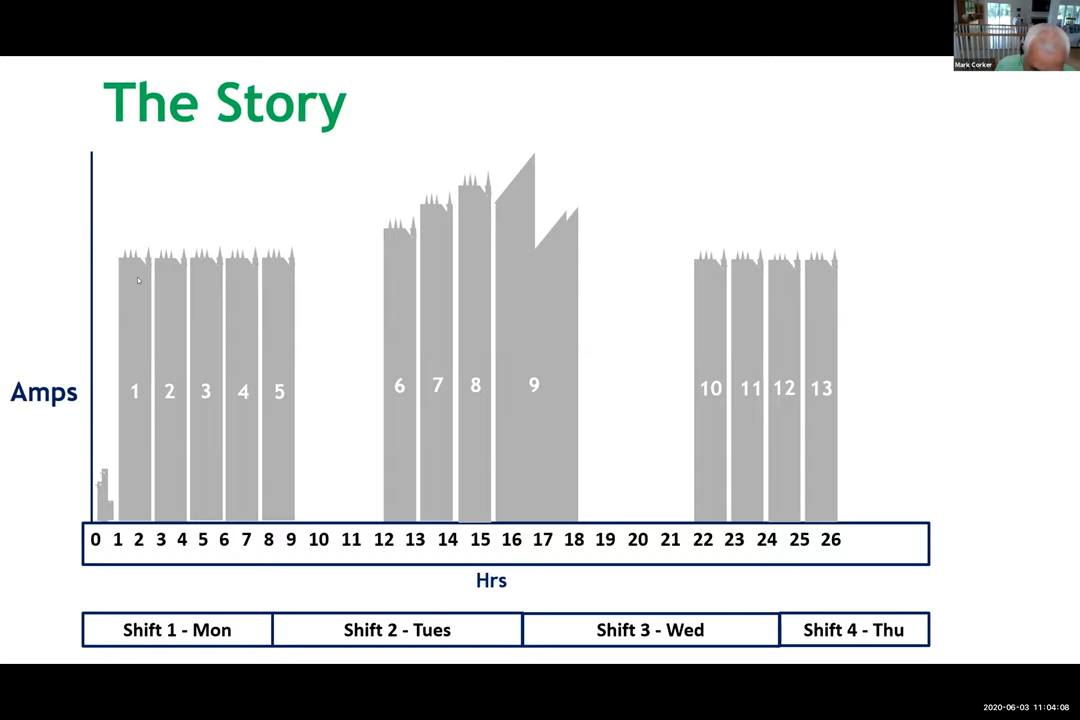 Mark Corker
The Story
Amps
1 2 3 4 5 6 7 8 9 10 11 12 13
0 1 2 3 4 5 6 7 8 9 10 11 12 13 14 15 16 17 18 19 20 21 22 23 24 25 26
Hrs
Shift 1 - Mon Shift 2 - Tues Shift 3 - Wed Shift 4 - Thu
2020-06-03 11:04:08